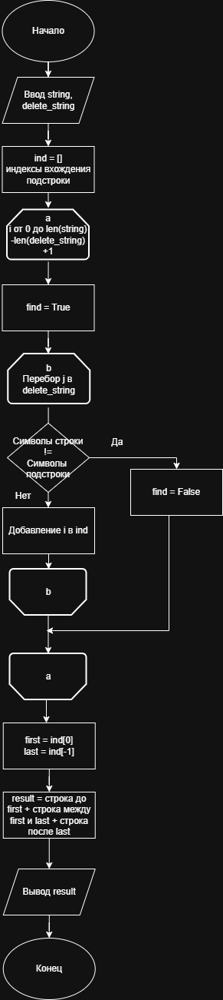 Начало
Ввод string,
delete_string
ind = []
индексы вхождения
подстроки
a
i от 0 до len(string)
-len(delete_string)
+1
find = True
b
Перебор j в
delete_string
Символы строки
!=
Символы
подстроки
Да
find = False
Нет
Добавление i в ind
b
a
first = ind[0]
last = ind[-1]
result = строка до
first + строка между
first и last + строка
после last
Вывод result
Конец